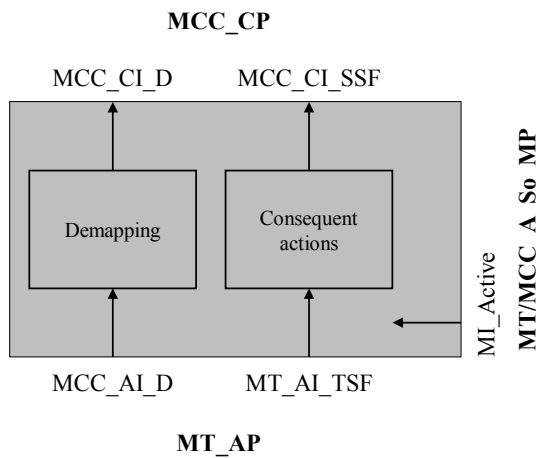 MCC_CP
MCC_CI_D MCC_CI_SSF
Demapping
Consequent
actions
MI_Active
MT/MCC_A_So_MP
MCC_AI_D MT_AI_TSF
MT_AP